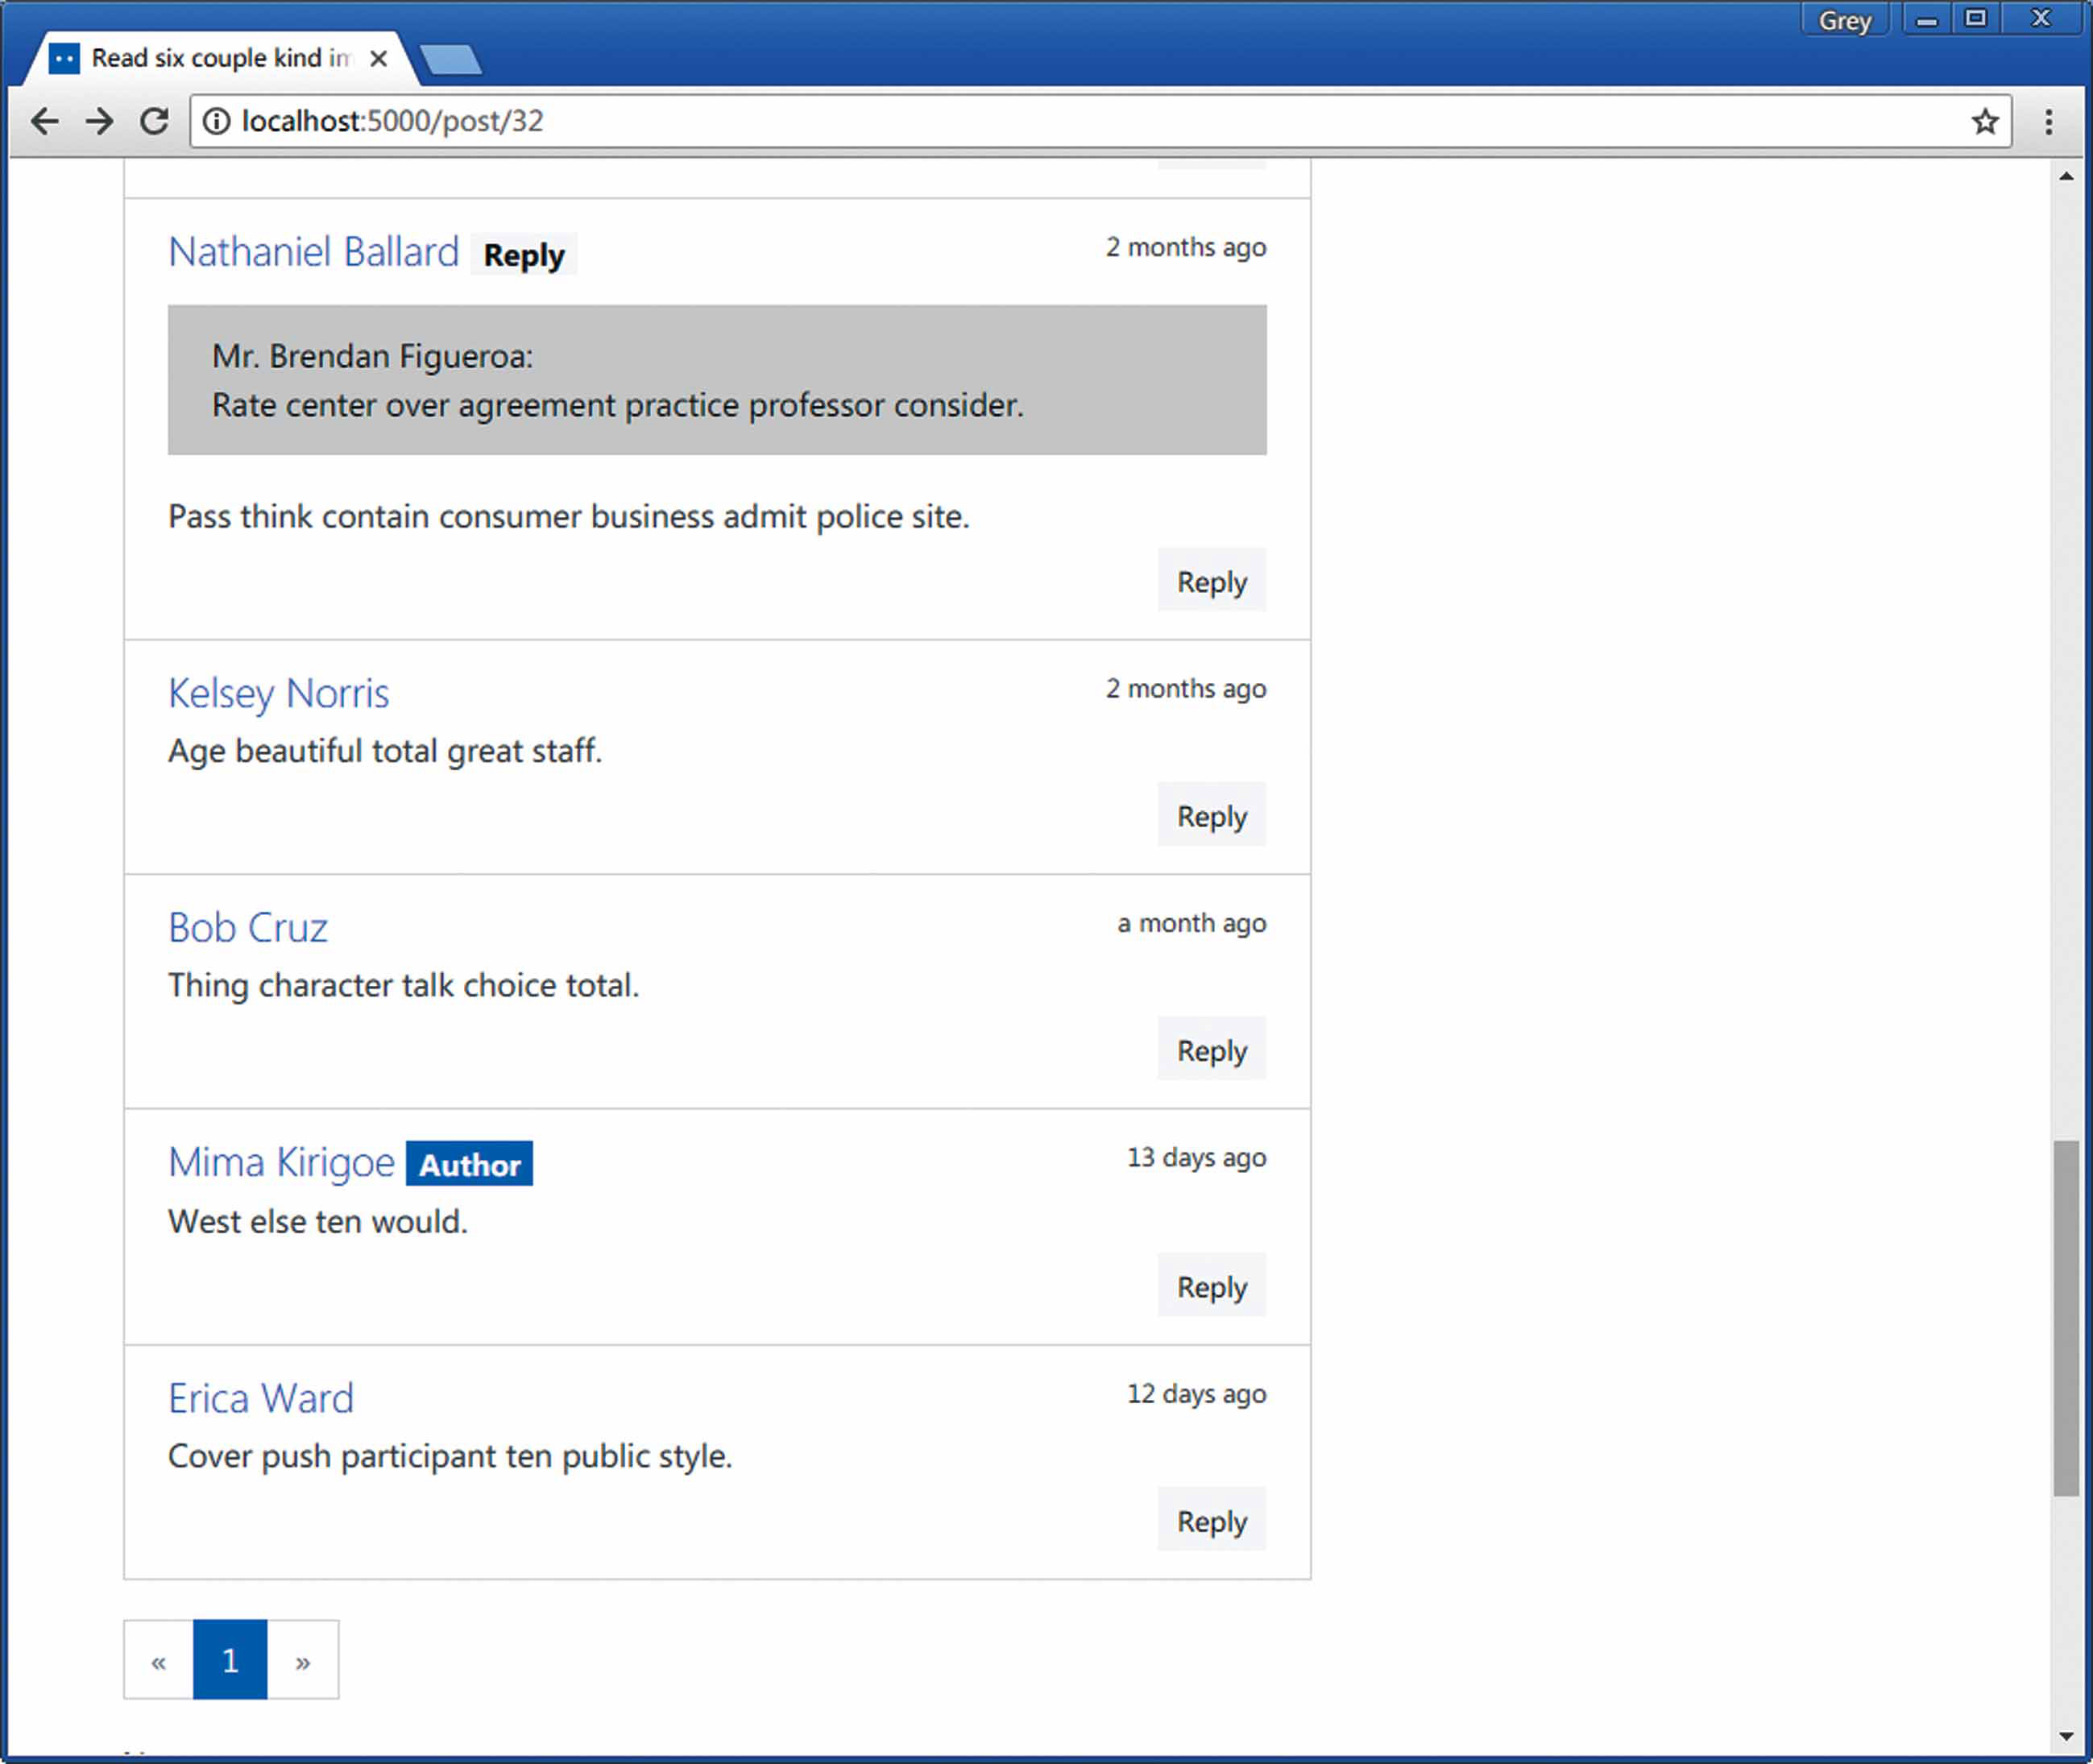 Grey
Read six couple kind im
localhost:5000/post/32
Nathaniel Ballard Reply 2 months ago
Mr. Brendan Figueroa:
Rate center over agreement practice professor consider.
Pass think contain consumer business admit police site.
Reply
Kelsey Norris 2 months ago
Age beautiful total great staff.
Reply
Bob Cruz a month ago
Thing character talk choice total.
Reply
Mima Kirigoe Author 13 days ago
West else ten would.
Reply
Erica Ward 12 days ago
Cover push participant ten public style.
Reply
« 1 »